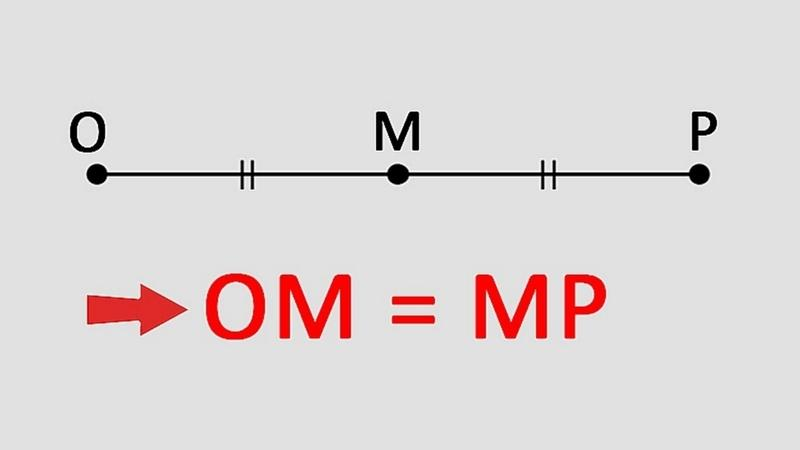 O M P
OM = MP